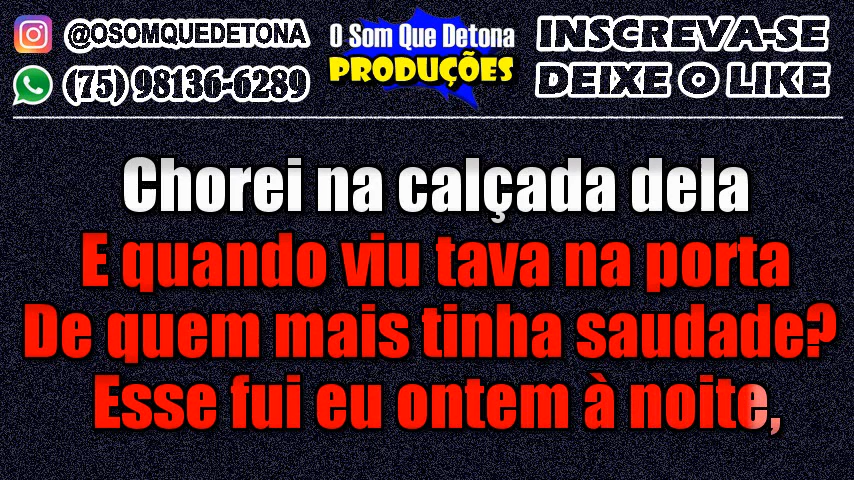 @OSOMQUEDETONA
(75) 98136-6289
O Som Que Detona
PRODUÇÕES
INSCREVA-SE
DEIXE O LIKE
Chorei na calçada dela
E quando viu tava na porta
De quem mais tinha saudade?
Esse fui eu ontem à noite,